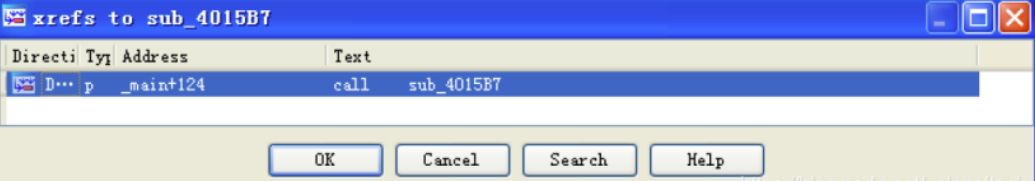 xrefs to sub_4015B7
Directi Typ Address Text
D... p _main+124 call sub_4015B7
OK Cancel Search Help